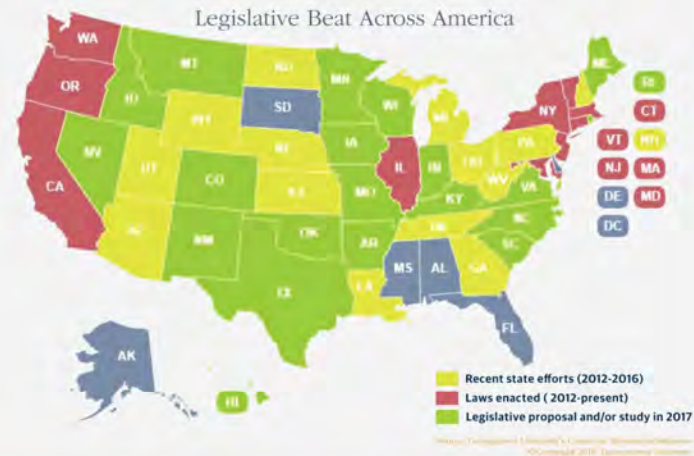 Legislative Beat Across America
WA
OR
CA
NV
ID
MT
WY
UT
AZ
CO
NM
ND
SD
NE
KS
OK
TX
MN
IA
MO
AR
LA
WI
IL
IN
MI
OH
KY
TN
MS
AL
GA
FL
SC
NC
VA
WV
PA
NY
ME
RI
CT
VT
NH
NJ
MA
DE
MD
DC
AK
HI
Recent state efforts (2012-2016)
Laws enacted ( 2012-present)
Legislative proposal and/or study in 2017